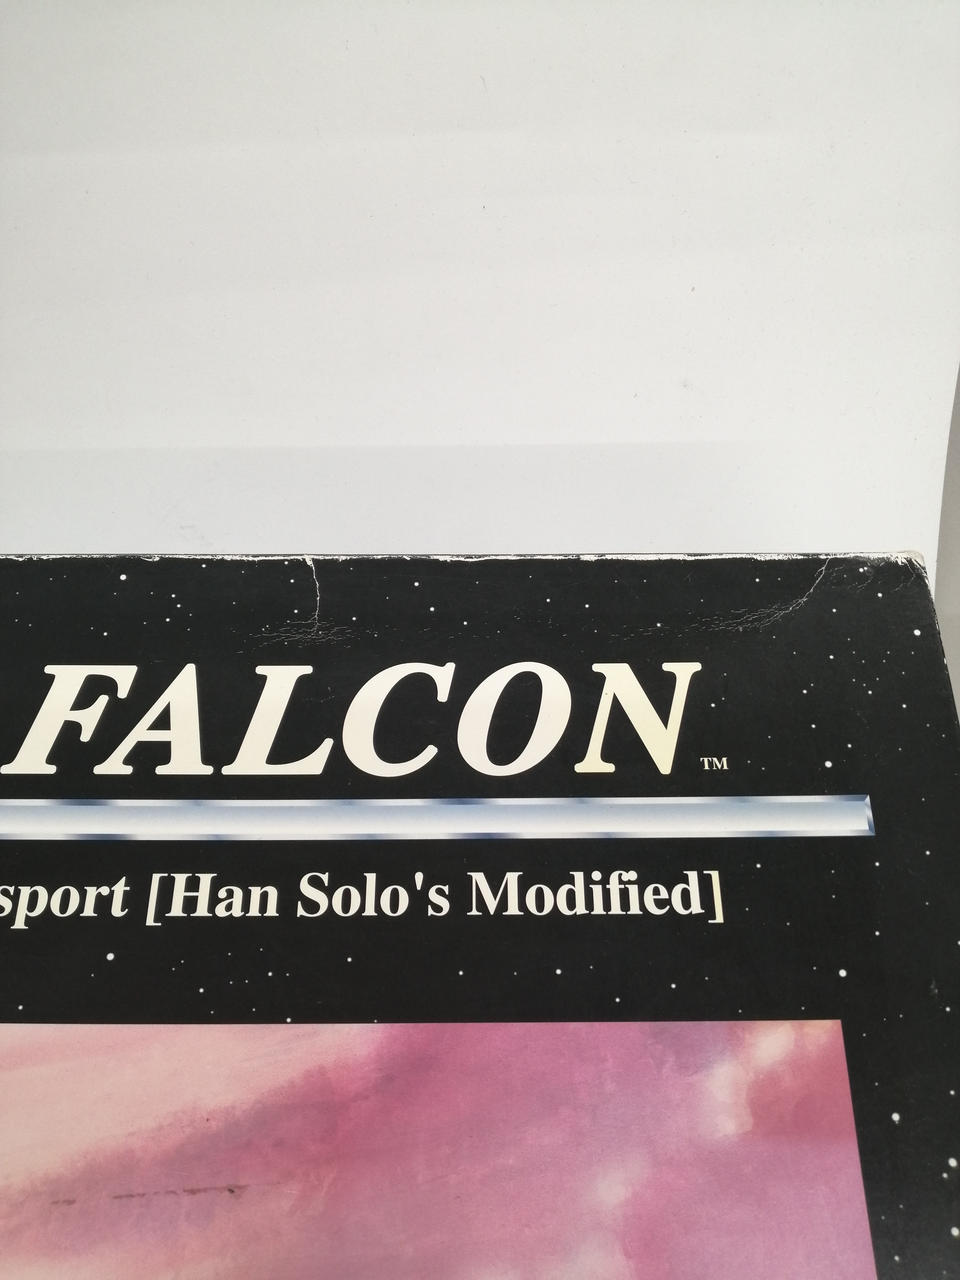 FALCON™
sport [Han Solo's Modified]